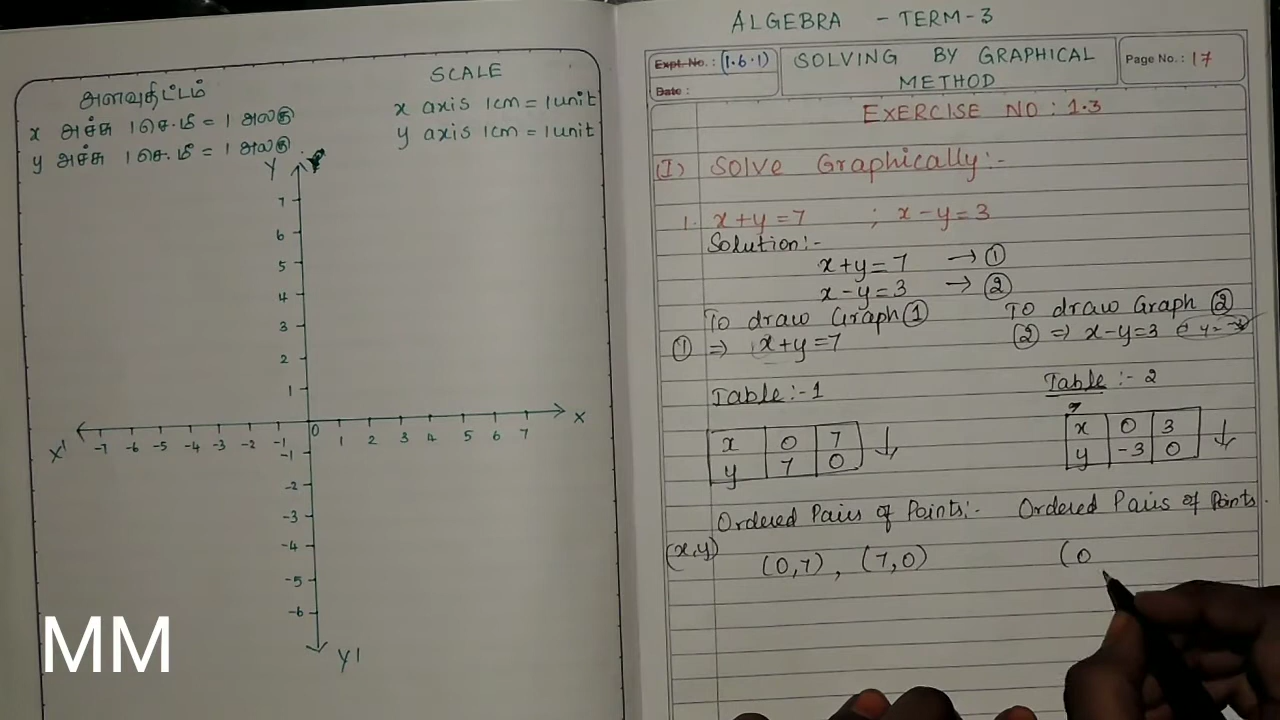 அளவுதிட்டம்
x அச்சு 1 செ.மீ = 1 அலகு
y அச்சு 1 செ.மீ = 1 அலகு
SCALE
x axis 1cm = 1 unit
y axis 1cm = 1 unit
Y
7
6
5
4
3
2
1
X' -7 -6 -5 -4 -3 -2 -1 0 1 2 3 4 5 6 7 X
-1
-2
-3
-4
-5
-6
Y'
MM
ALGEBRA - TERM-3
Expt. No. : (1.6.1)
Date :
SOLVING BY GRAPHICAL
METHOD
Page No. : 17
EXERCISE NO : 1.3
(I) Solve Graphically:-
1. x+y=7 ; x-y=3
Solution:-
x+y=7 → ①
x-y=3 → ②
To draw Graph ① To draw Graph ②
① ⇒ x+y=7 ② ⇒ x-y=3
Table:-1 Table:-2
x 0 7
y 7 0
x 0 3
y -3 0
Ordered Pairs of Points:- Ordered Pairs of Points.
(x,y) (0,7), (7,0) (0